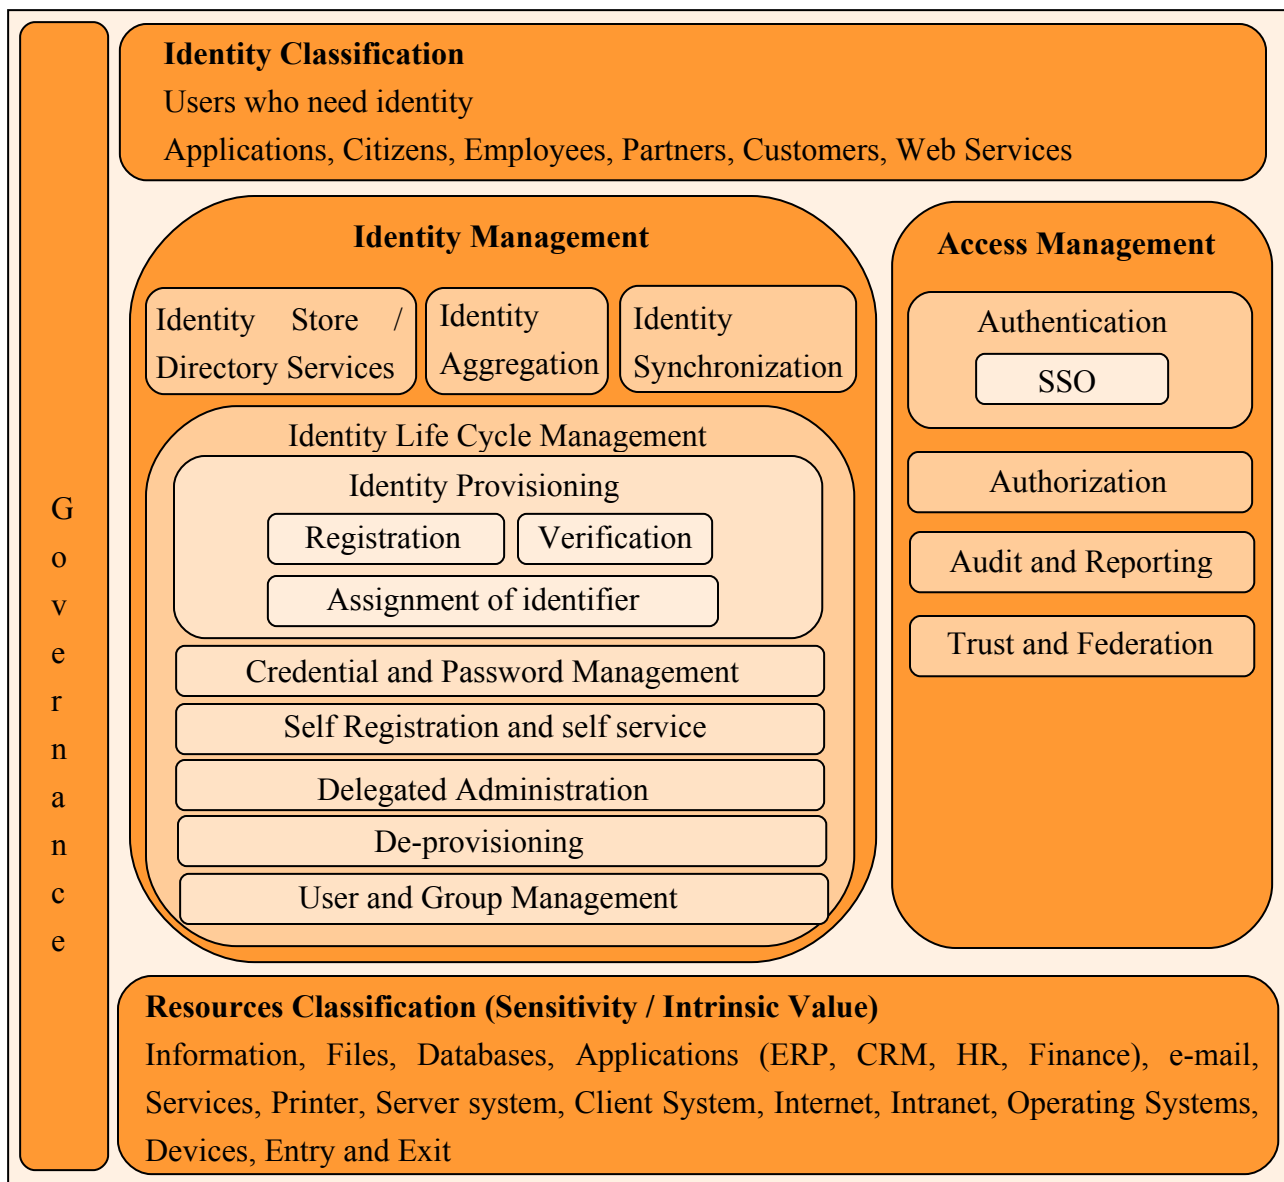 Governance
Identity Classification
Users who need identity
Applications, Citizens, Employees, Partners, Customers, Web Services
Identity Management
Identity Store /
Directory Services
Identity
Aggregation
Identity
Synchronization
Identity Life Cycle Management
Identity Provisioning
Registration
Verification
Assignment of identifier
Credential and Password Management
Self Registration and self service
Delegated Administration
De-provisioning
User and Group Management
Access Management
Authentication
SSO
Authorization
Audit and Reporting
Trust and Federation
Resources Classification (Sensitivity / Intrinsic Value)
Information, Files, Databases, Applications (ERP, CRM, HR, Finance), e-mail,
Services, Printer, Server system, Client System, Internet, Intranet, Operating Systems,
Devices, Entry and Exit